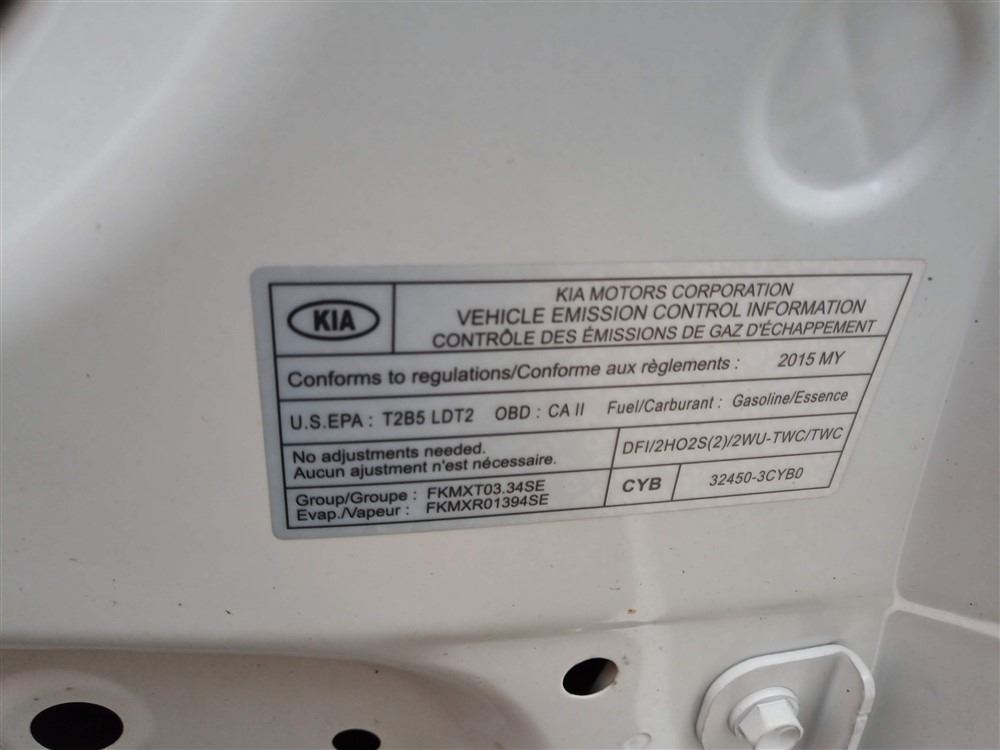 KIA
KIA MOTORS CORPORATION
VEHICLE EMISSION CONTROL INFORMATION
CONTRÔLE DES ÉMISSIONS DE GAZ D'ÉCHAPPEMENT
Conforms to regulations/Conforme aux règlements : 2015 MY
U.S.EPA : T2B5 LDT2 OBD : CA II Fuel/Carburant : Gasoline/Essence
No adjustments needed.
Aucun ajustment n'est nécessaire.
DFI/2HO2S(2)/2WU-TWC/TWC
Group/Groupe : FKMXT03.34SE
Evap./Vapeur : FKMXR01394SE
CYB 32450-3CYB0